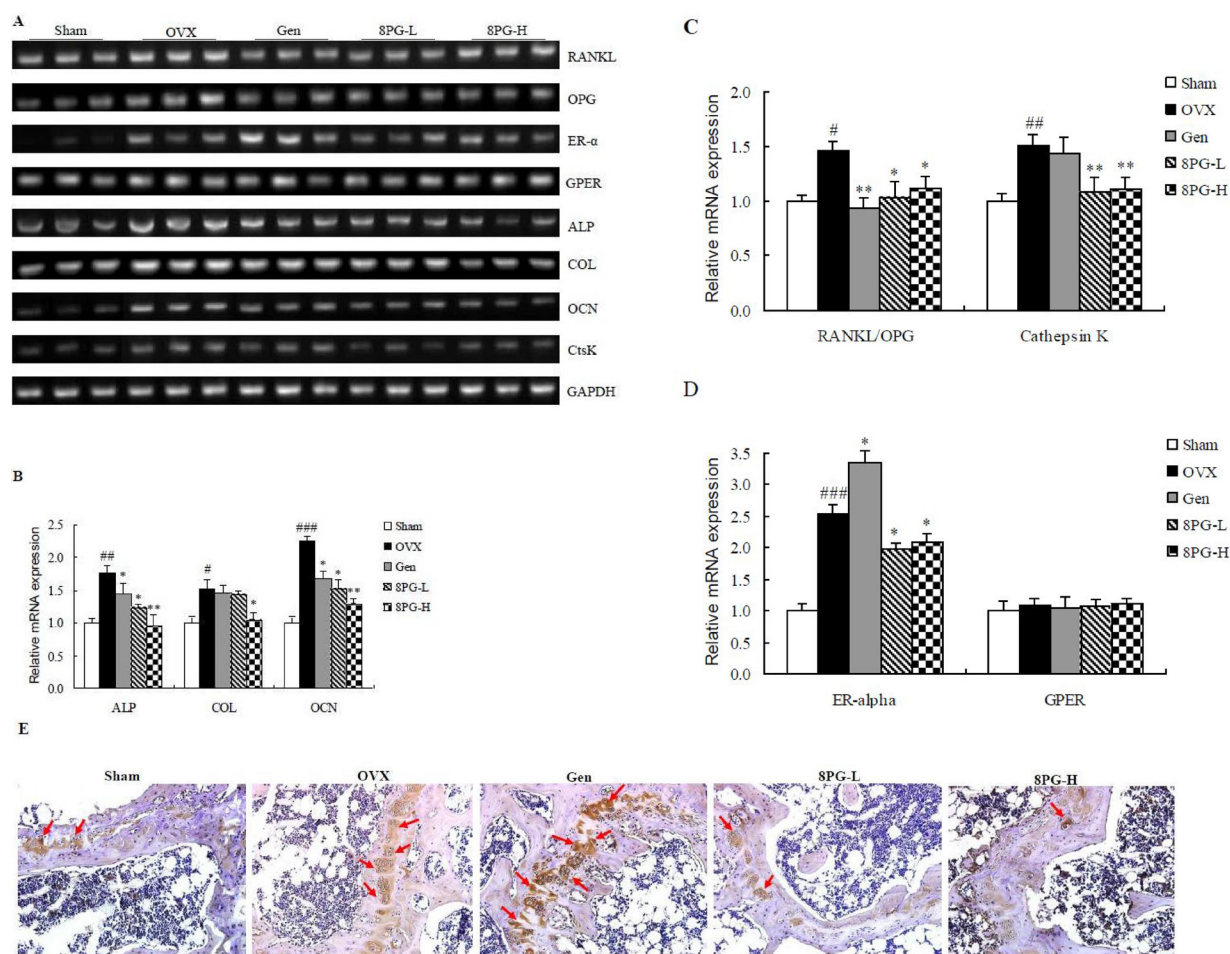 A
Sham OVX Gen 8PG-L 8PG-H
RANKL
OPG
ER-α
GPER
ALP
COL
OCN
CtsK
GAPDH
B
Relative mRNA expression
2.5
2.0
1.5
1.0
0.5
0.0
## * * **
# *
### * * **
ALP COL OCN
Sham
OVX
Gen
8PG-L
8PG-H
C
Relative mRNA expression
2.0
1.5
1.0
0.5
0.0
# ** * *
## ** **
RANKL/OPG Cathepsin K
Sham
OVX
Gen
8PG-L
8PG-H
D
Relative mRNA expression
3.5
3.0
2.5
2.0
1.5
1.0
0.5
0.0
### * * *
ER-alpha GPER
Sham
OVX
Gen
8PG-L
8PG-H
E
Sham OVX Gen 8PG-L 8PG-H